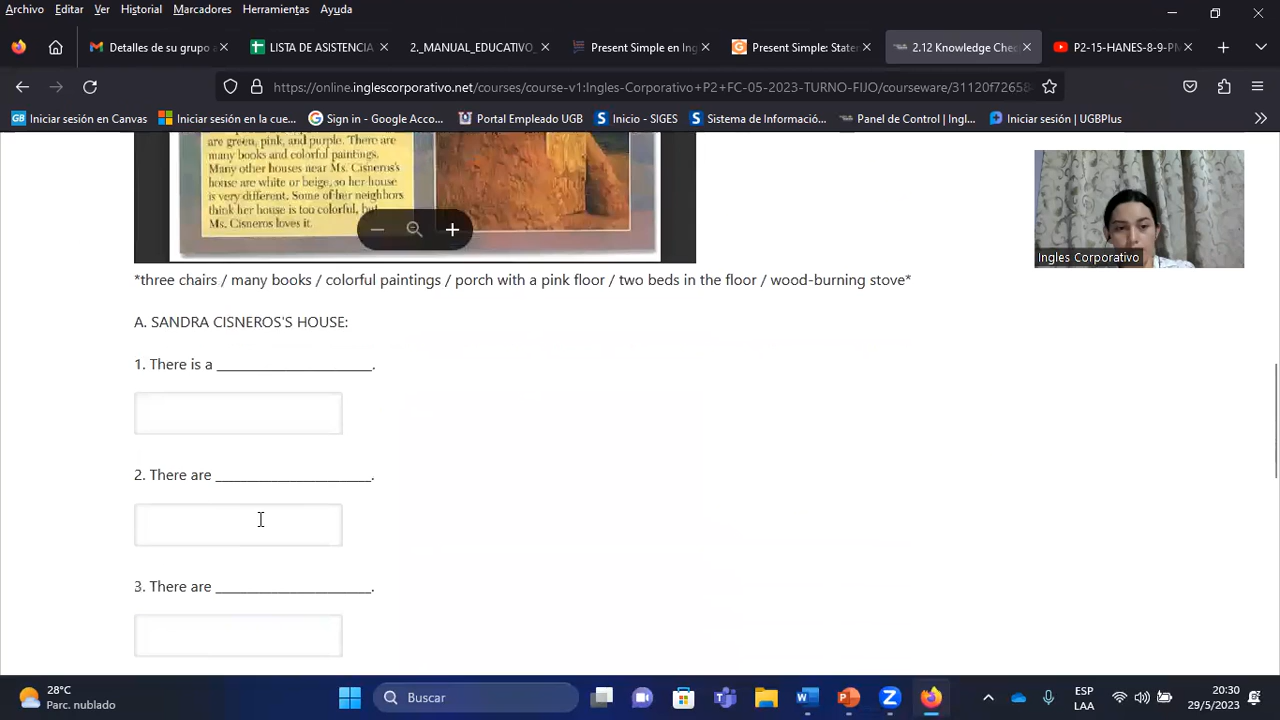 Archivo Editar Ver Historial Marcadores Herramientas Ayuda
Detalles de su grupo a
LISTA DE ASISTENCIA
2._MANUAL_EDUCATIVO_
Present Simple en Ing
Present Simple: Stater
2.12 Knowledge Chec
P2-15-HANES-8-9-PM
https://online.inglescorporativo.net/courses/course-v1:Ingles-Corporativo+P2+FC-05-2023-TURNO-FIJO/courseware/31120f72658
Iniciar sesión en Canvas
Iniciar sesión en la cue...
Sign in - Google Acco...
Portal Empleado UGB
Inicio - SIGES
Sistema de Informació...
Panel de Control | Ingl...
Iniciar sesión | UGBPlus
are green, pink, and purple. There are
many books and colorful paintings.
Many other houses near Ms. Cisneros's
house are white or beige, so her house
is very different. Some of her neighbors
think her house is too colorful, but
Ms. Cisneros loves it.
Ingles Corporativo
*three chairs / many books / colorful paintings / porch with a pink floor / two beds in the floor / wood-burning stove*
A. SANDRA CISNEROS'S HOUSE:
1. There is a ______________________.
2. There are ______________________.
3. There are ______________________.
28°C
Parc. nublado
Buscar
ESP
LAA
20:30
29/5/2023